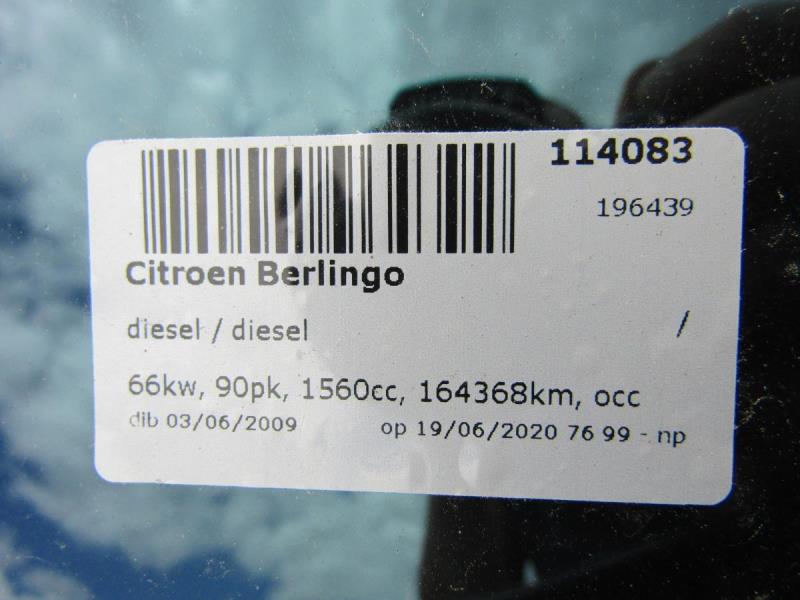 114083
196439
Citroen Berlingo
diesel / diesel /
66kw, 90pk, 1560cc, 164368km, occ
dib 03/06/2009 op 19/06/2020 76 99 - np